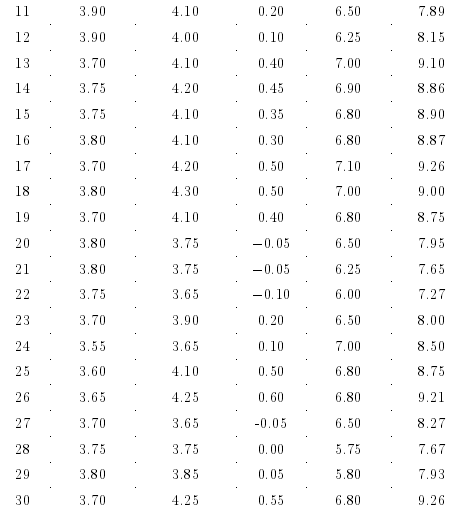 11 3.90 4.10 0.20 6.50 7.89
12 3.90 4.00 0.10 6.25 8.15
13 3.70 4.10 0.40 7.00 9.10
14 3.75 4.20 0.45 6.90 8.86
15 3.75 4.10 0.35 6.80 8.90
16 3.80 4.10 0.30 6.80 8.87
17 3.70 4.20 0.50 7.10 9.26
18 3.80 4.30 0.50 7.00 9.00
19 3.70 4.10 0.40 6.80 8.75
20 3.80 3.75 −0.05 6.50 7.95
21 3.80 3.75 −0.05 6.25 7.65
22 3.75 3.65 −0.10 6.00 7.27
23 3.70 3.90 0.20 6.50 8.00
24 3.55 3.65 0.10 7.00 8.50
25 3.60 4.10 0.50 6.80 8.75
26 3.65 4.25 0.60 6.80 9.21
27 3.70 3.65 -0.05 6.50 8.27
28 3.75 3.75 0.00 5.75 7.67
29 3.80 3.85 0.05 5.80 7.93
30 3.70 4.25 0.55 6.80 9.26